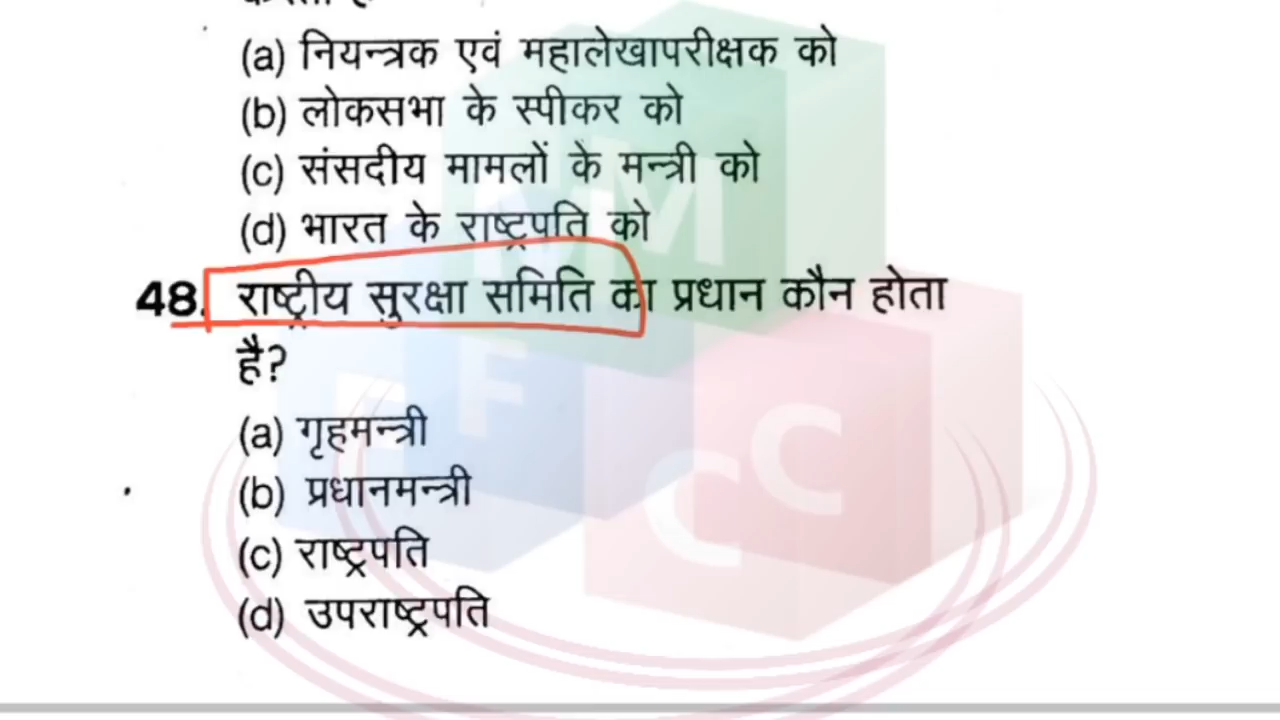 (a) नियन्त्रक एवं महालेखापरीक्षक को
(b) लोकसभा के स्पीकर को
(c) संसदीय मामलों के मन्त्री को
(d) भारत के राष्ट्रपति को
48. राष्ट्रीय सुरक्षा समिति का प्रधान कौन होता
है?
(a) गृहमन्त्री
(b) प्रधानमन्त्री
(c) राष्ट्रपति
(d) उपराष्ट्रपति